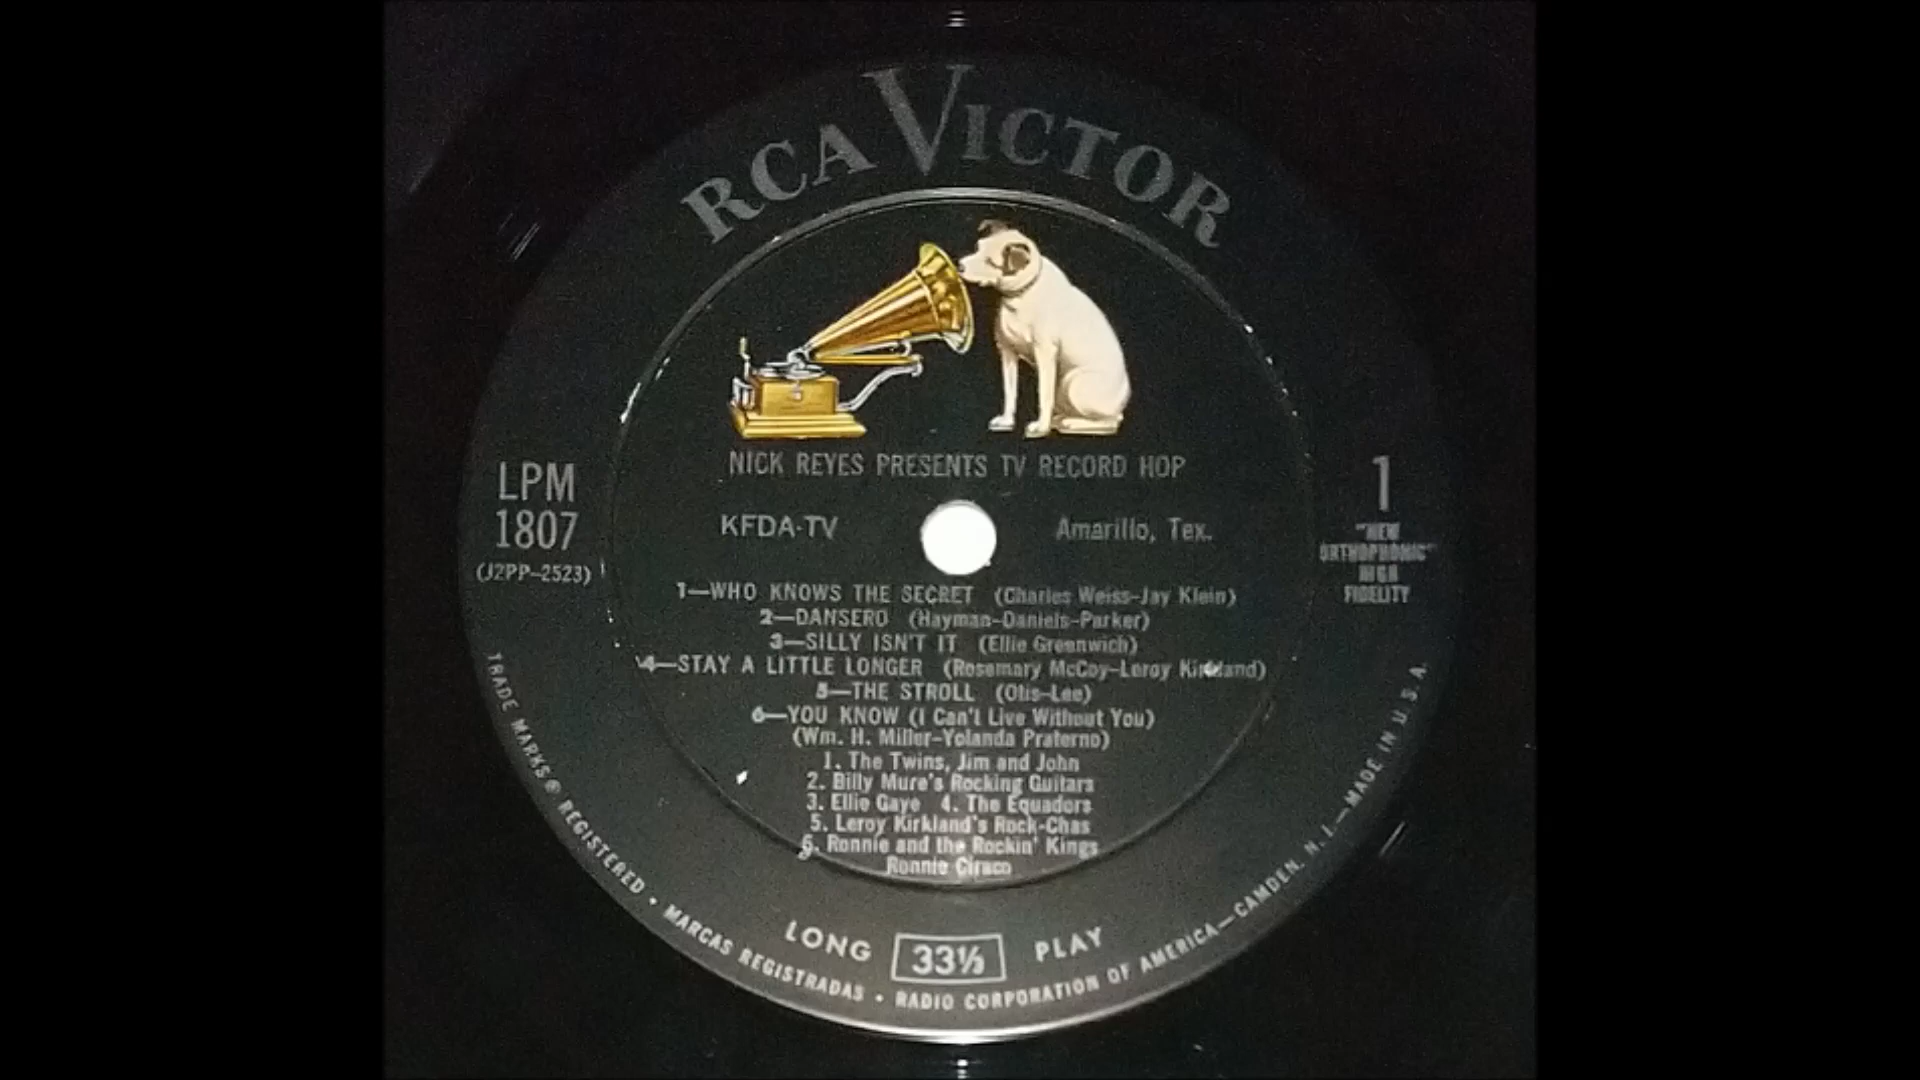 RCA VICTOR
NICK REYES PRESENTS TV RECORD HOP
LPM
1807
(J2PP-2523)
KFDA-TV
Amarillo, Tex.
1
"NEW
ORTHOPHONIC"
HIGH
FIDELITY
1—WHO KNOWS THE SECRET (Charles Weiss-Jay Klein)
2—DANSERO (Hayman-Daniels-Parker)
3—SILLY ISN'T IT (Ellie Greenwich)
4—STAY A LITTLE LONGER (Rosemary McCoy-Leroy Kirkland)
5—THE STROLL (Otis-Lee)
6—YOU KNOW (I Can't Live Without You)
(Wm. H. Miller-Yolanda Praterno)
1. The Twins, Jim and John
2. Billy Mure's Rocking Guitars
3. Ellie Gaye 4. The Equadors
5. Leroy Kirkland's Rock-Chas
6. Ronnie and the Rockin' Kings
Ronnie Ciraco
LONG 33⅓ PLAY
TRADE MARKS ® REGISTERED • MARCAS REGISTRADAS • RADIO CORPORATION OF AMERICA—CAMDEN, N. J.—MADE IN U.S.A.